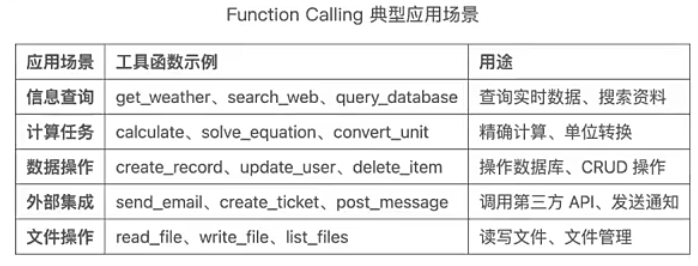 Function Calling 典型应用场景
应用场景 工具函数示例 用途
信息查询 get_weather、search_web、query_database 查询实时数据、搜索资料
计算任务 calculate、solve_equation、convert_unit 精确计算、单位转换
数据操作 create_record、update_user、delete_item 操作数据库、CRUD 操作
外部集成 send_email、create_ticket、post_message 调用第三方 API、发送通知
文件操作 read_file、write_file、list_files 读写文件、文件管理